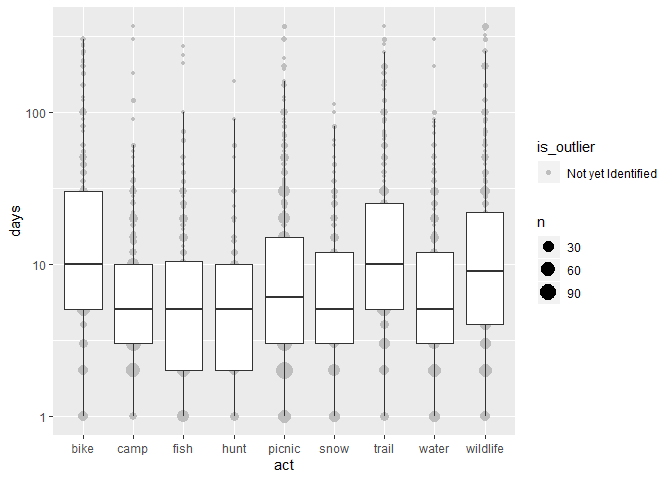 100
10
1
days
bike camp fish hunt picnic snow trail water wildlife
act
is_outlier
Not yet Identified
n
30
60
90